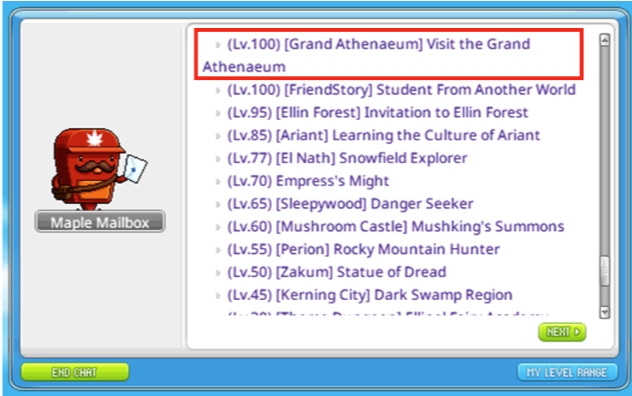 (Lv.100) [Grand Athenaeum] Visit the Grand
Athenaeum
(Lv.100) [FriendStory] Student From Another World
(Lv.95) [Ellin Forest] Invitation to Ellin Forest
(Lv.85) [Ariant] Learning the Culture of Ariant
(Lv.77) [El Nath] Snowfield Explorer
(Lv.70) Empress's Might
(Lv.65) [Sleepywood] Danger Seeker
(Lv.60) [Mushroom Castle] Mushking's Summons
(Lv.55) [Perion] Rocky Mountain Hunter
(Lv.50) [Zakum] Statue of Dread
(Lv.45) [Kerning City] Dark Swamp Region
Maple Mailbox
NEXT
END CHAT
MY LEVEL RANGE